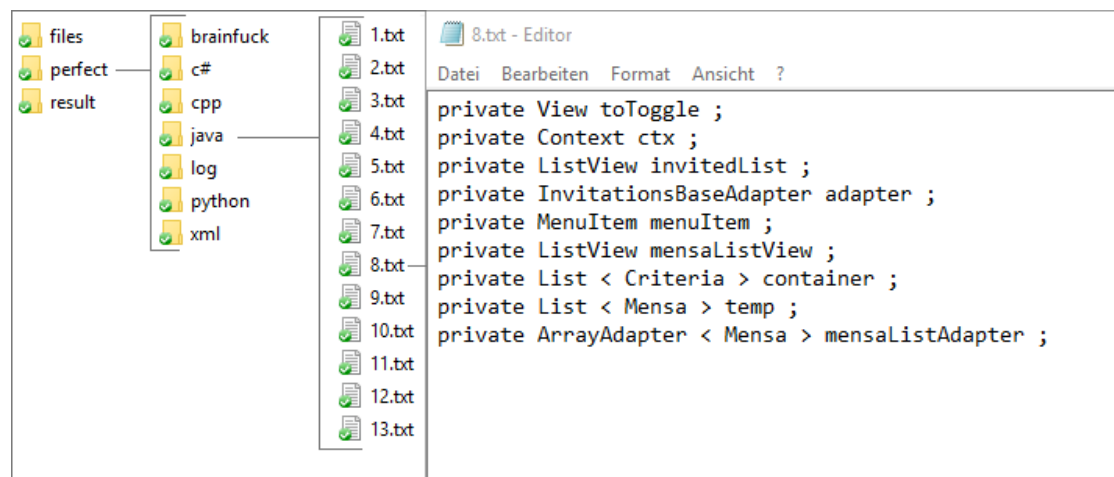 files
perfect
result
brainfuck
c#
cpp
java
log
python
xml
1.txt
2.txt
3.txt
4.txt
5.txt
6.txt
7.txt
8.txt
9.txt
10.txt
11.txt
12.txt
13.txt
8.txt - Editor
Datei Bearbeiten Format Ansicht ?
private View toToggle ;
private Context ctx ;
private ListView invitedList ;
private InvitationsBaseAdapter adapter ;
private MenuItem menuItem ;
private ListView mensaListView ;
private List < Criteria > container ;
private List < Mensa > temp ;
private ArrayAdapter < Mensa > mensaListAdapter ;